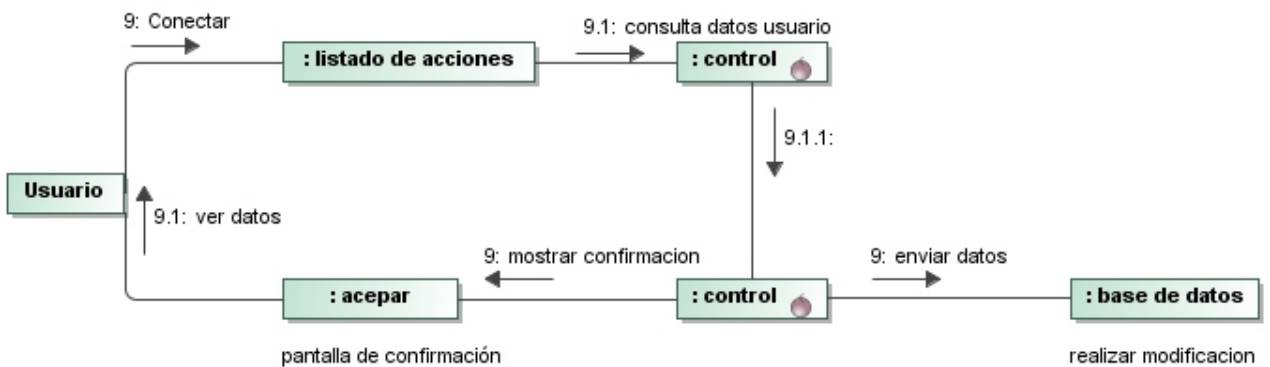 9: Conectar
9.1: consulta datos usuario
: listado de acciones
: control
9.1.1:
Usuario
9.1: ver datos
9: mostrar confirmacion
9: enviar datos
: acepar
: control
: base de datos
pantalla de confirmación
realizar modificacion